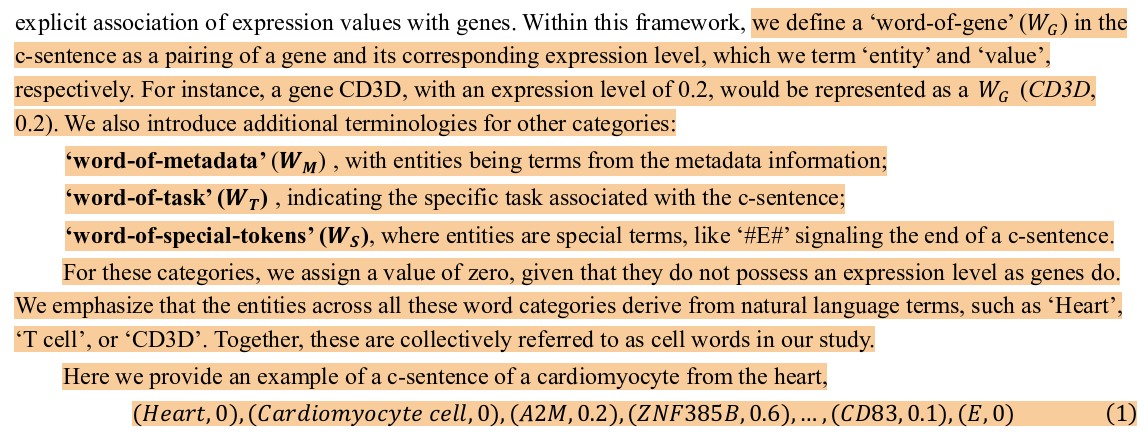 explicit association of expression values with genes. Within this framework, we define a ‘word-of-gene’ (W_G) in the
c-sentence as a pairing of a gene and its corresponding expression level, which we term ‘entity’ and ‘value’,
respectively. For instance, a gene CD3D, with an expression level of 0.2, would be represented as a W_G (CD3D,
0.2). We also introduce additional terminologies for other categories:
‘word-of-metadata’ (W_M) , with entities being terms from the metadata information;
‘word-of-task’ (W_T) , indicating the specific task associated with the c-sentence;
‘word-of-special-tokens’ (W_S), where entities are special terms, like ‘#E#’ signaling the end of a c-sentence.
For these categories, we assign a value of zero, given that they do not possess an expression level as genes do.
We emphasize that the entities across all these word categories derive from natural language terms, such as ‘Heart’,
‘T cell’, or ‘CD3D’. Together, these are collectively referred to as cell words in our study.
Here we provide an example of a c-sentence of a cardiomyocyte from the heart,
(Heart, 0), (Cardiomyocyte cell, 0), (A2M, 0.2), (ZNF385B, 0.6), … , (CD83, 0.1), (E, 0) (1)